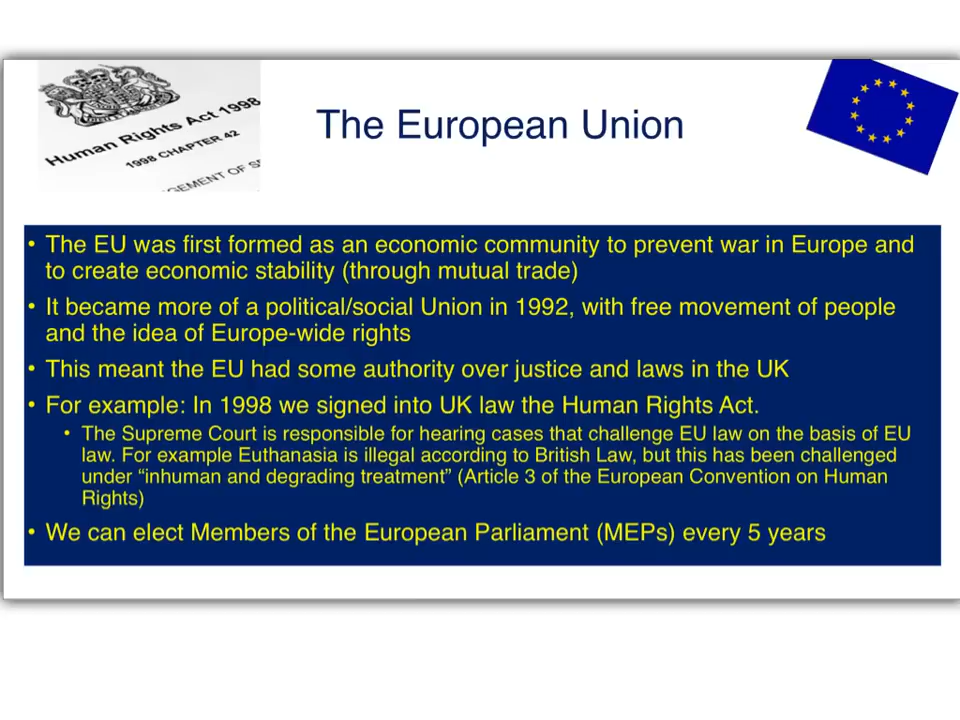 Human Rights Act 1998
1998 CHAPTER 42
The European Union
• The EU was first formed as an economic community to prevent war in Europe and
to create economic stability (through mutual trade)
• It became more of a political/social Union in 1992, with free movement of people
and the idea of Europe-wide rights
• This meant the EU had some authority over justice and laws in the UK
• For example: In 1998 we signed into UK law the Human Rights Act.
• The Supreme Court is responsible for hearing cases that challenge EU law on the basis of EU
law. For example Euthanasia is illegal according to British Law, but this has been challenged
under “inhuman and degrading treatment” (Article 3 of the European Convention on Human
Rights)
• We can elect Members of the European Parliament (MEPs) every 5 years